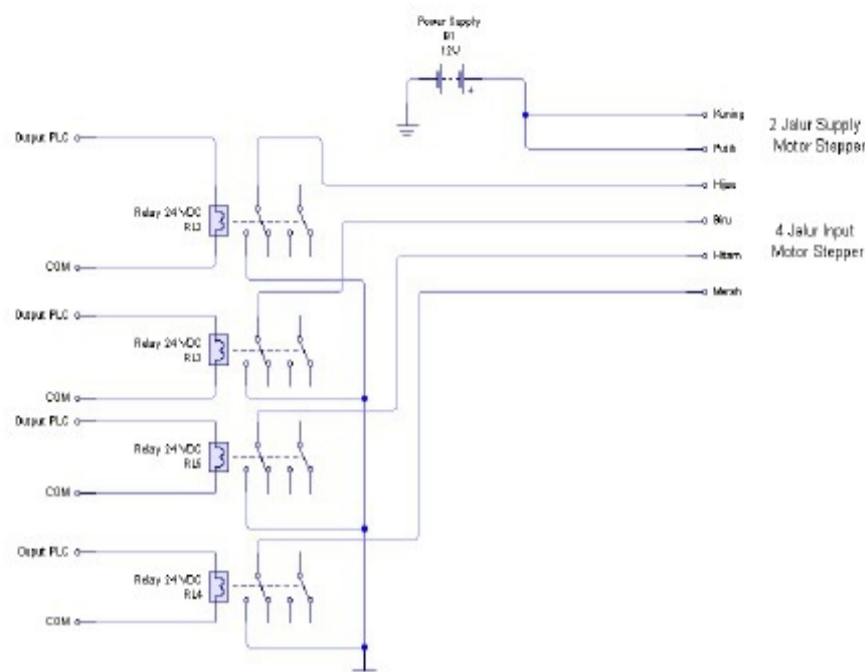 Power Supply
B1
12V
Kuning
Putih
2 Jalur Supply
Motor Stepper
Hijau
Biru
Hitam
4 Jalur Input
Motor Stepper
Merah
Output PLC
Relay 24 VDC
COM
Output PLC
Relay 24 VDC
COM
Output PLC
Relay 24 VDC
RL5
COM
Output PLC
Relay 24 VDC
RL4
COM